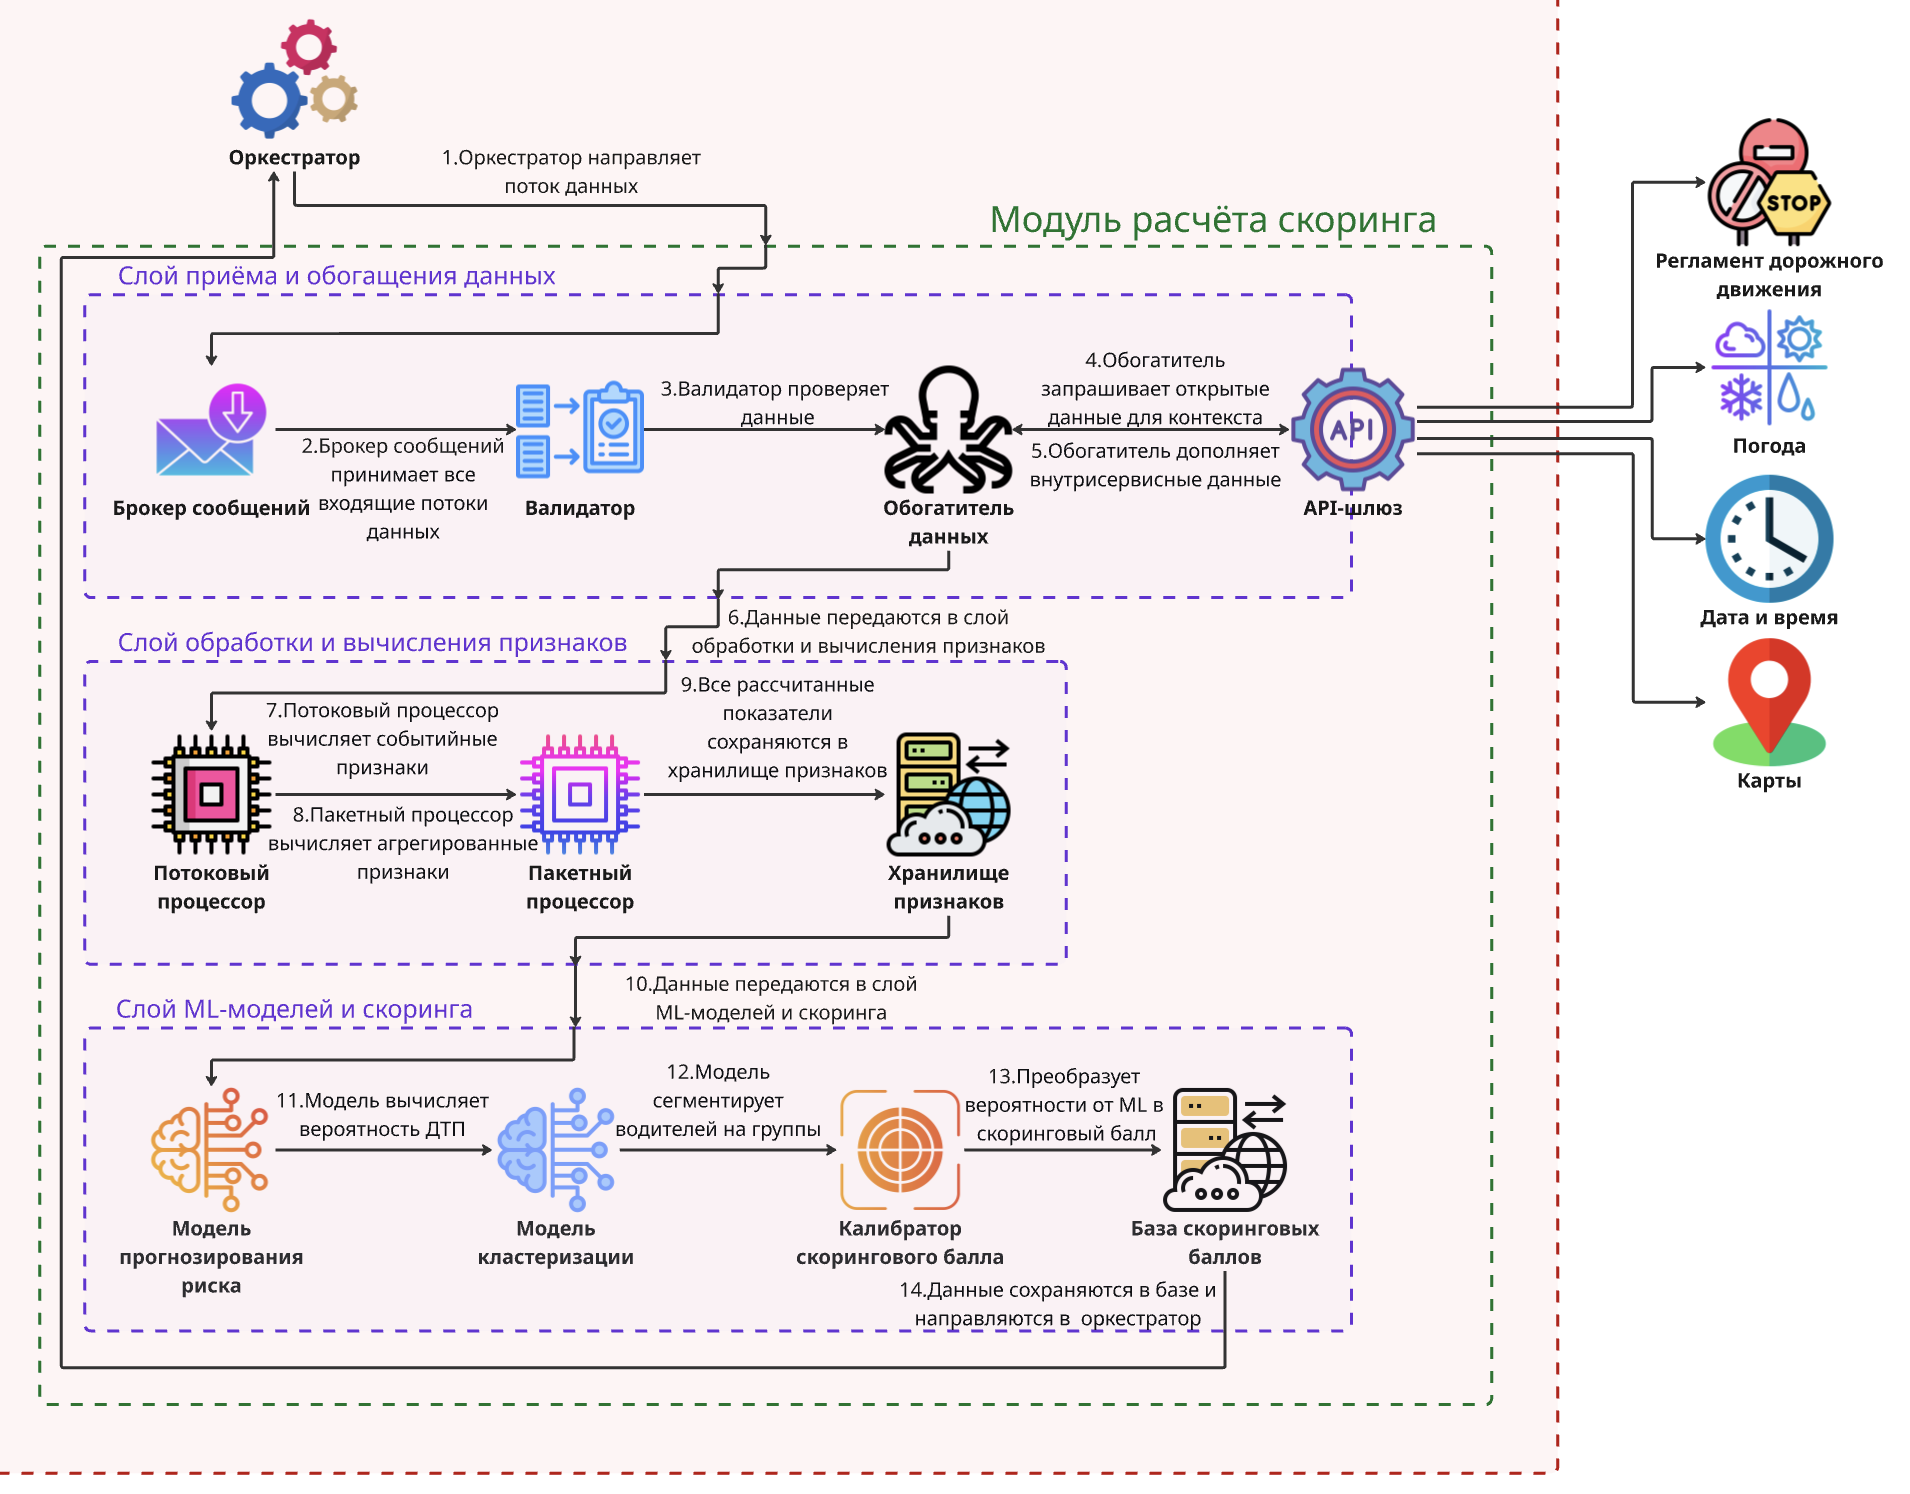 Оркестратор
1.Оркестратор направляет
поток данных
Модуль расчёта скоринга
Слой приёма и обогащения данных
Брокер сообщений
2.Брокер сообщений
принимает все
входящие потоки
данных
Валидатор
3.Валидатор проверяет
данные
Обогатитель
данных
4.Обогатитель
запрашивает открытые
данные для контекста
5.Обогатитель дополняет
внутрисервисные данные
API
API-шлюз
STOP
Регламент дорожного
движения
Погода
Дата и время
Карты
6.Данные передаются в слой
обработки и вычисления признаков
Слой обработки и вычисления признаков
7.Потоковый процессор
вычисляет событийные
признаки
8.Пакетный процессор
вычисляет агрегированные
признаки
9.Все рассчитанные
показатели
сохраняются в
хранилище признаков
Потоковый
процессор
Пакетный
процессор
Хранилище
признаков
10.Данные передаются в слой
ML-моделей и скоринга
Слой ML-моделей и скоринга
11.Модель вычисляет
вероятность ДТП
12.Модель
сегментирует
водителей на группы
13.Преобразует
вероятности от ML в
скоринговый балл
Модель
прогнозирования
риска
Модель
кластеризации
Калибратор
скорингового балла
База скоринговых
баллов
14.Данные сохраняются в базе и
направляются в  оркестратор